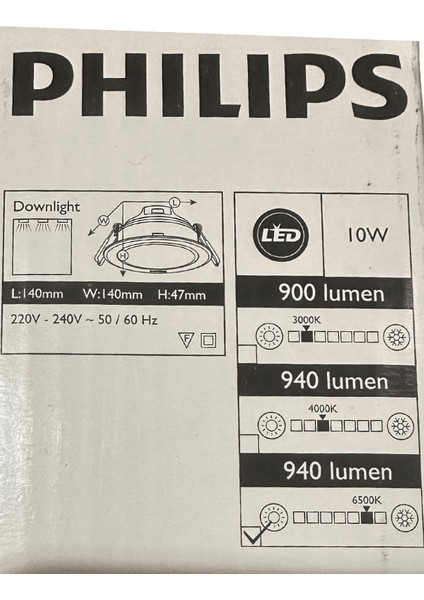 PHILIPS
Downlight
L
W
H
L:140mm W:140mm H:47mm
220V - 240V ~ 50 / 60 Hz
F
LED
10W
900 lumen
3000K
940 lumen
4000K
940 lumen
6500K